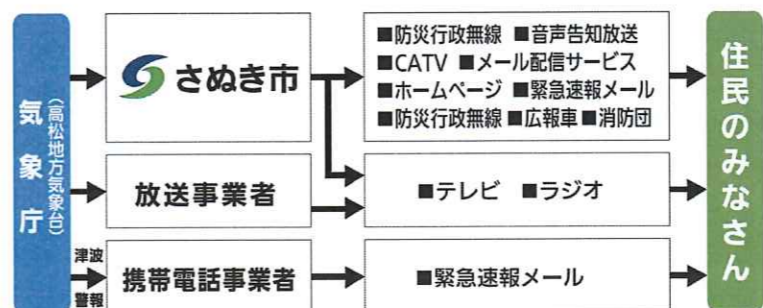 気象庁
(高松地方気象台)
さぬき市
■防災行政無線 ■音声告知放送
■CATV ■メール配信サービス
■ホームページ ■緊急速報メール
■防災行政無線 ■広報車 ■消防団
放送事業者
■テレビ ■ラジオ
津波
警報
携帯電話事業者
■緊急速報メール
住民のみなさん